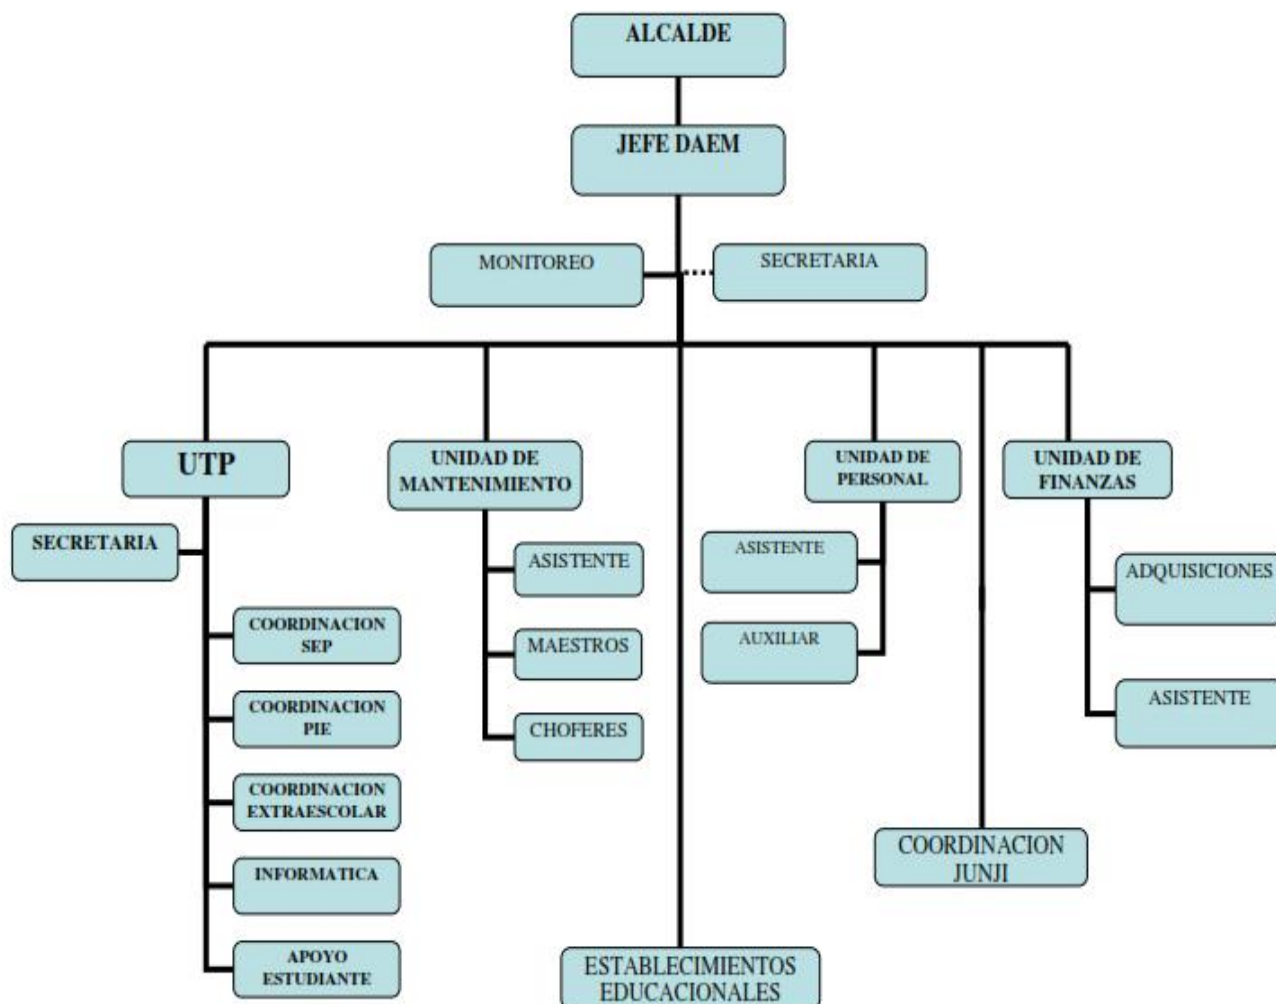 ALCALDE
JEFE DAEM
MONITOREO
SECRETARIA
UTP
UNIDAD DE
MANTENIMIENTO
UNIDAD DE
PERSONAL
UNIDAD DE
FINANZAS
SECRETARIA
COORDINACION
SEP
COORDINACION
PIE
COORDINACION
EXTRAESCOLAR
INFORMATICA
APOYO
ESTUDIANTE
ASISTENTE
MAESTROS
CHOFERES
ASISTENTE
AUXILIAR
ADQUISICIONES
ASISTENTE
COORDINACION
JUNJI
ESTABLECIMIENTOS
EDUCACIONALES